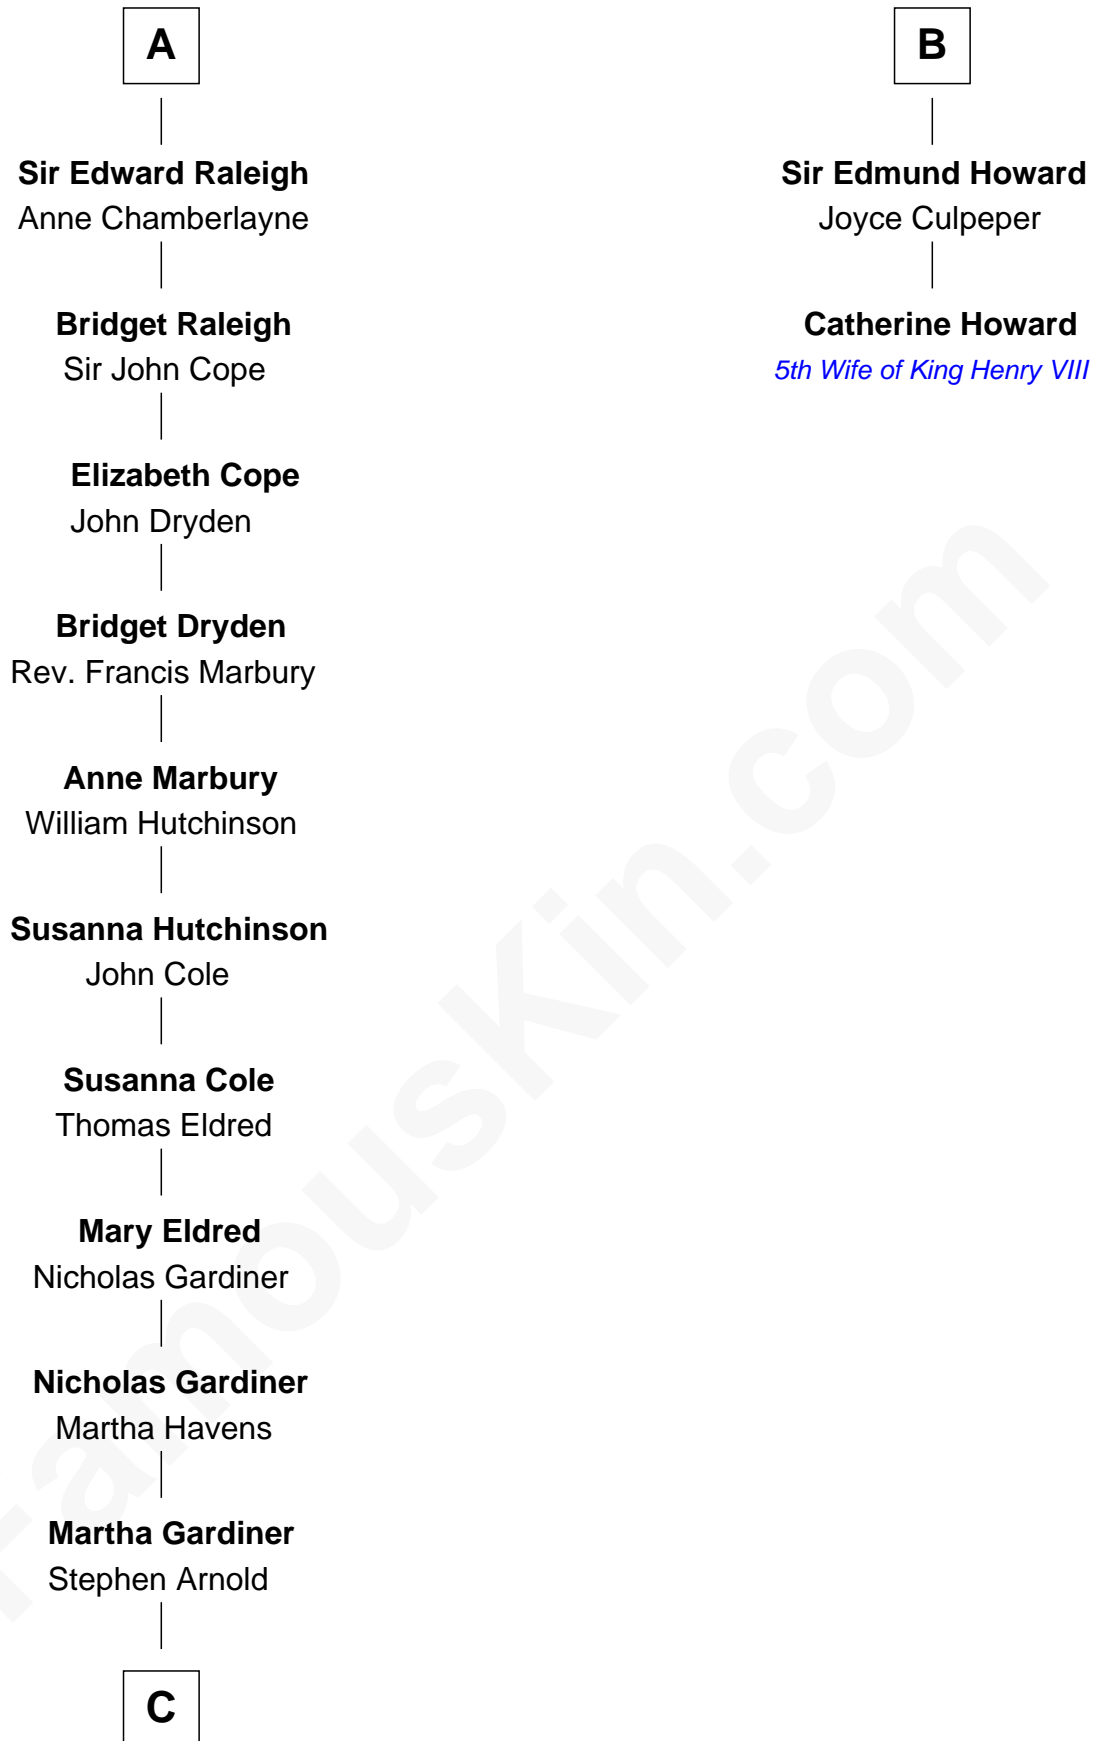 A
Sir Edward Raleigh
Anne Chamberlayne
Bridget Raleigh
Sir John Cope
Elizabeth Cope
John Dryden
Bridget Dryden
Rev. Francis Marbury
Anne Marbury
William Hutchinson
Susanna Hutchinson
John Cole
Susanna Cole
Thomas Eldred
Mary Eldred
Nicholas Gardiner
Nicholas Gardiner
Martha Havens
Martha Gardiner
Stephen Arnold
C
B
Sir Edmund Howard
Joyce Culpeper
Catherine Howard
5th Wife of King Henry VIII
FamousKin.com